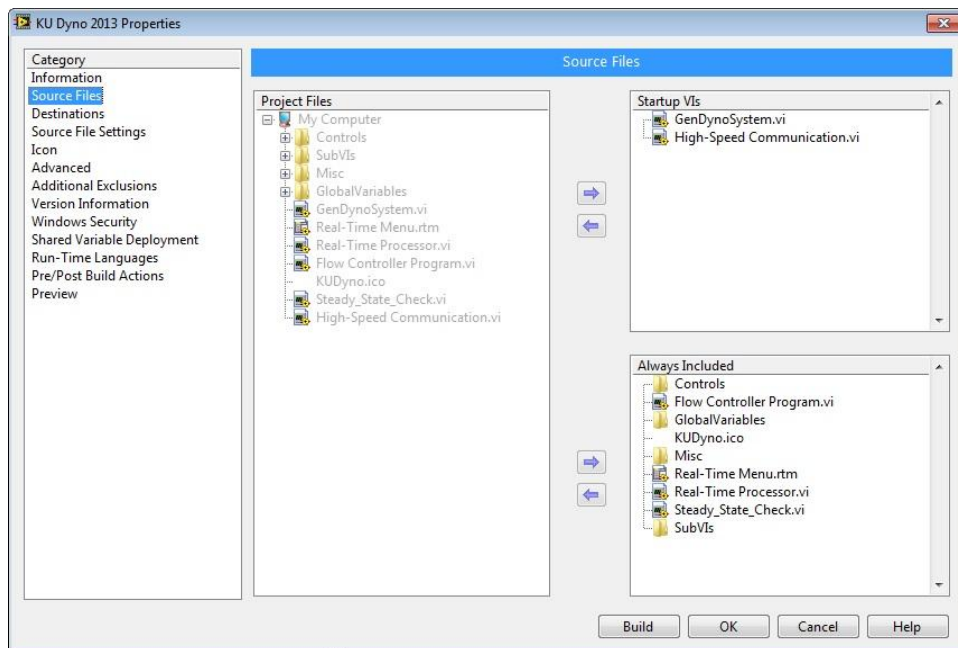 KU Dyno 2013 Properties
Category
Information
Source Files
Destinations
Source File Settings
Icon
Advanced
Additional Exclusions
Version Information
Windows Security
Shared Variable Deployment
Run-Time Languages
Pre/Post Build Actions
Preview
Source Files
Project Files
My Computer
Controls
SubVIs
Misc
GlobalVariables
GenDynoSystem.vi
Real-Time Menu.rtm
Real-Time Processor.vi
Flow Controller Program.vi
KUDyno.ico
Steady_State_Check.vi
High-Speed Communication.vi
Startup VIs
GenDynoSystem.vi
High-Speed Communication.vi
Always Included
Controls
Flow Controller Program.vi
GlobalVariables
KUDyno.ico
Misc
Real-Time Menu.rtm
Real-Time Processor.vi
Steady_State_Check.vi
SubVIs
Build
OK
Cancel
Help